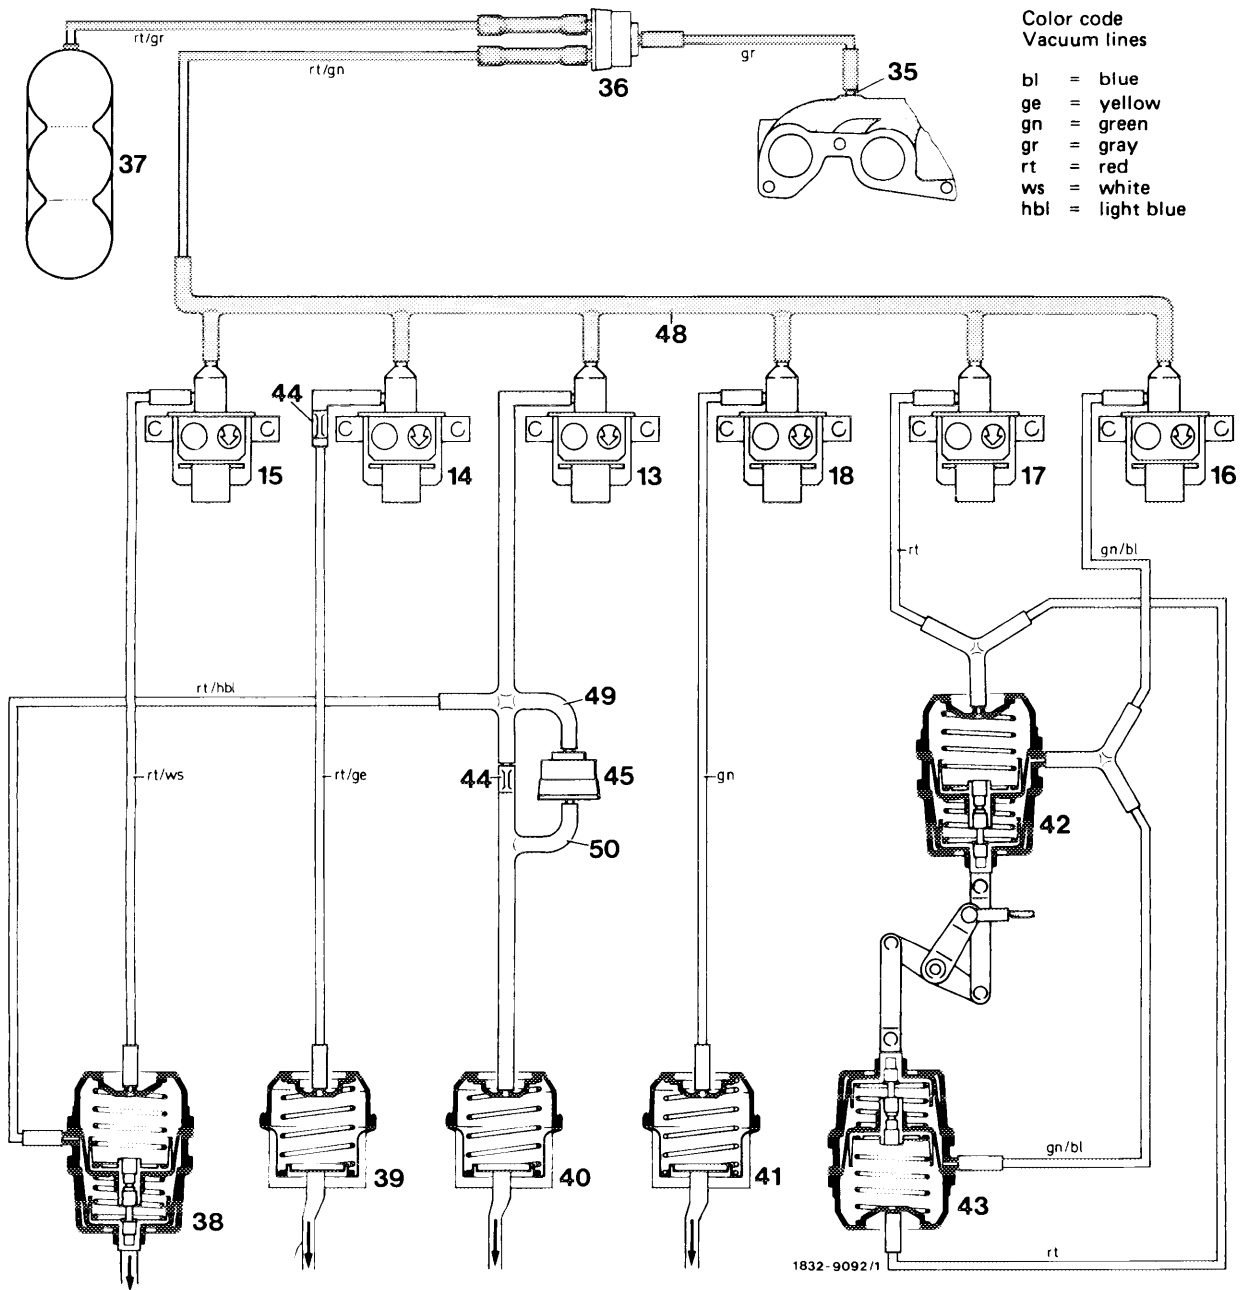 Color code
Vacuum lines
bl = blue
ge = yellow
gn = green
gr = gray
rt = red
ws = white
hbl = light blue
rt/gr
rt/gn
36
gr
35
37
48
44
15
14
13
18
17
16
rt
gn/bl
rt/hbl
49
rt/ws
rt/ge
44
45
gn
42
50
38
39
40
41
43
gn/bl
rt
1832-9092/1